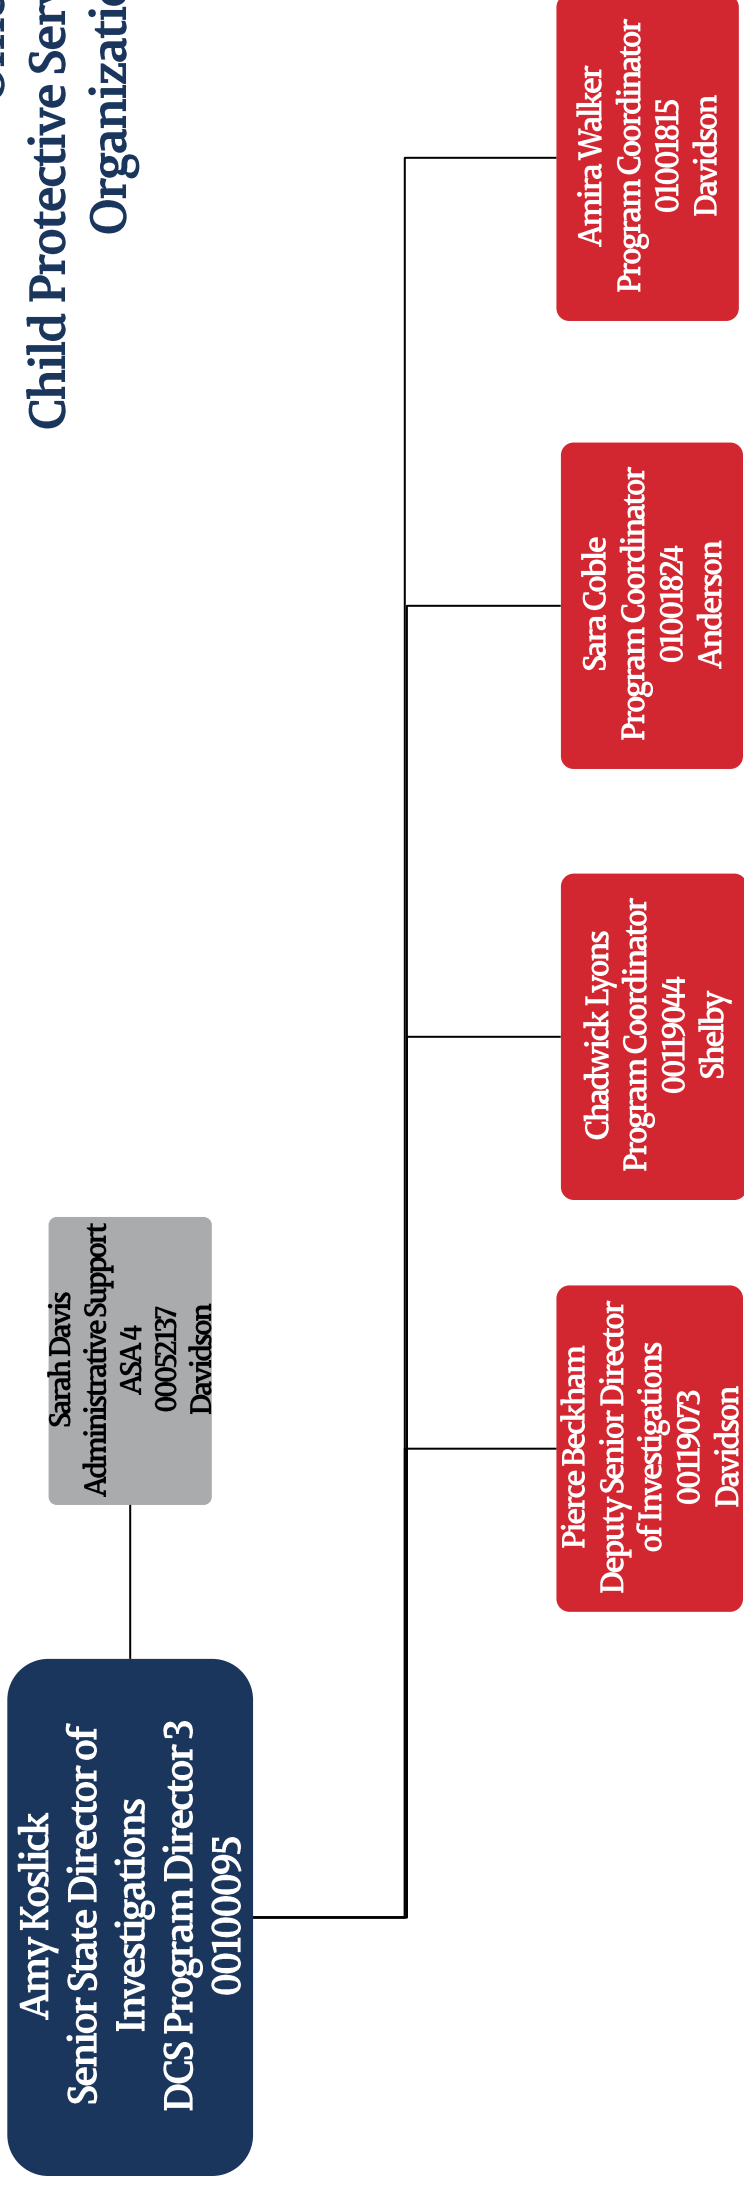 Child Protective Serv
Organizatio
Amy Koslick
Senior State Director of
Investigations
DCS Program Director 3
00100095
Sarah Davis
Administrative Support
ASA 4
00052137
Davidson
Pierce Beckham
Deputy Senior Director
of Investigations
00119073
Davidson
Chadwick Lyons
Program Coordinator
00119044
Shelby
Sara Coble
Program Coordinator
01001824
Anderson
Amira Walker
Program Coordinator
01001815
Davidson